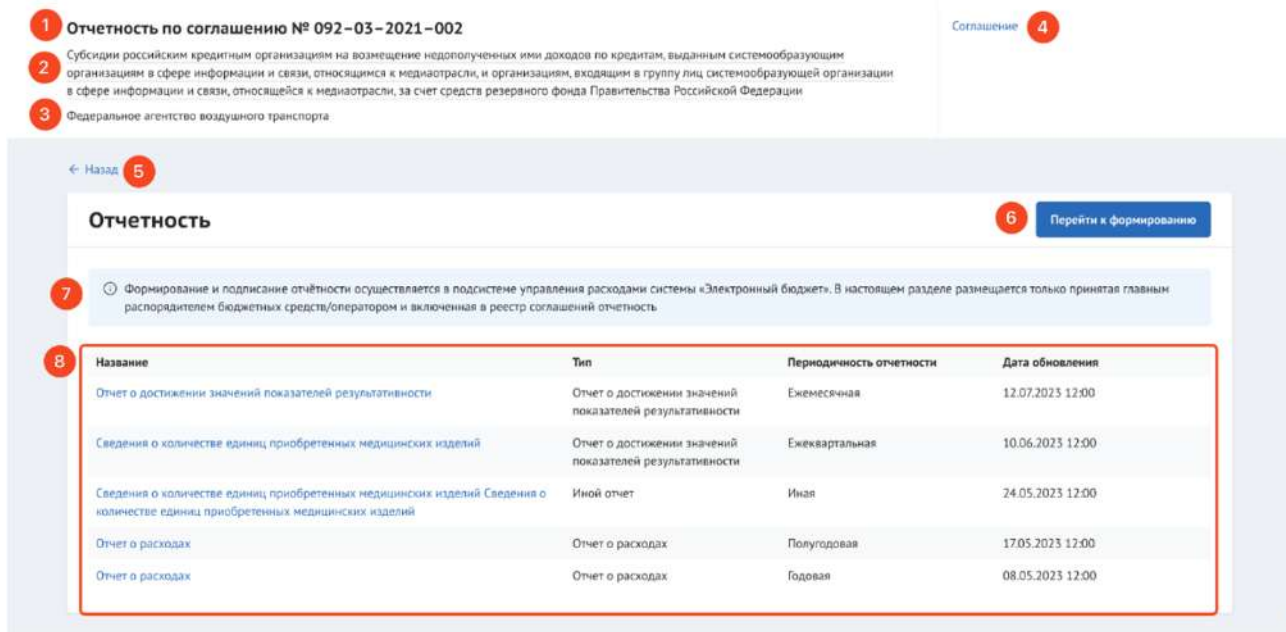 1 Отчетность по соглашению № 092-03-2021-002
Соглашение 4
2 Субсидии российским кредитным организациям на возмещение недополученных ими доходов по кредитам, выданным системообразующим
организациям в сфере информации и связи, относящимся к медиаотрасли, и организациям, входящим в группу лиц системообразующей организации
в сфере информации и связи, относящейся к медиаотрасли, за счет средств резервного фонда Правительства Российской Федерации
3 Федеральное агентство воздушного транспорта
← Назад 5
Отчетность
6 Перейти к формированию
7 Формирование и подписание отчётности осуществляется в подсистеме управления расходами системы «Электронный бюджет». В настоящем разделе размещается только принятая главным
распорядителем бюджетных средств/оператором и включенная в реестр соглашений отчетность
8 Название Тип Периодичность отчетности Дата обновления
Отчет о достижении значений показателей результативности Отчет о достижении значений Ежемесячная 12.07.2023 12:00
показателей результативности
Сведения о количестве единиц приобретенных медицинских изделий Отчет о достижении значений Ежеквартальная 10.06.2023 12:00
показателей результативности
Сведения о количестве единиц приобретенных медицинских изделий Сведения о Иной отчет Иная 24.05.2023 12:00
количестве единиц приобретенных медицинских изделий
Отчет о расходах Отчет о расходах Полугодовая 17.05.2023 12:00
Отчет о расходах Отчет о расходах Годовая 08.05.2023 12:00